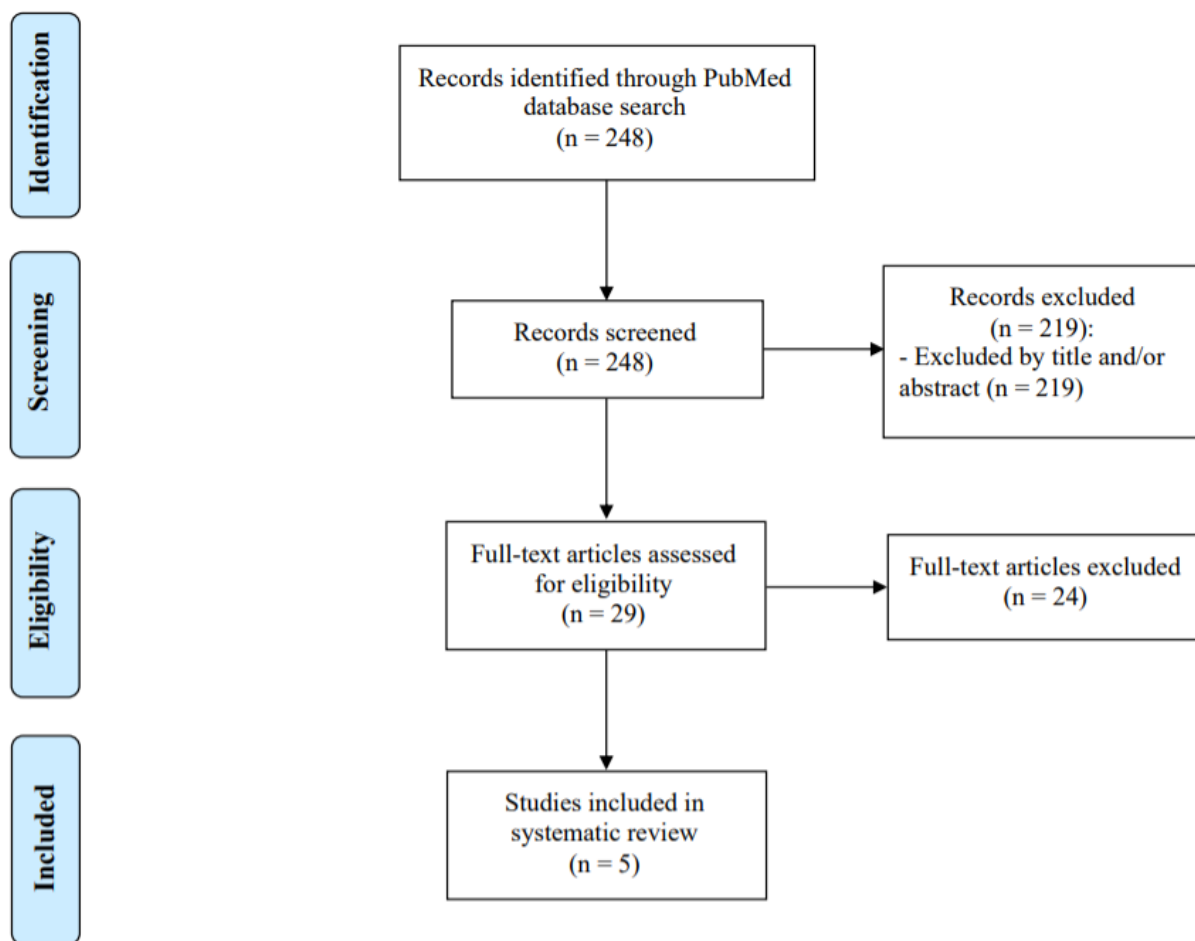 Identification
Records identified through PubMed
database search
(n = 248)
Screening
Records screened
(n = 248)
Records excluded
(n = 219):
- Excluded by title and/or
abstract (n = 219)
Eligibility
Full-text articles assessed
for eligibility
(n = 29)
Full-text articles excluded
(n = 24)
Included
Studies included in
systematic review
(n = 5)